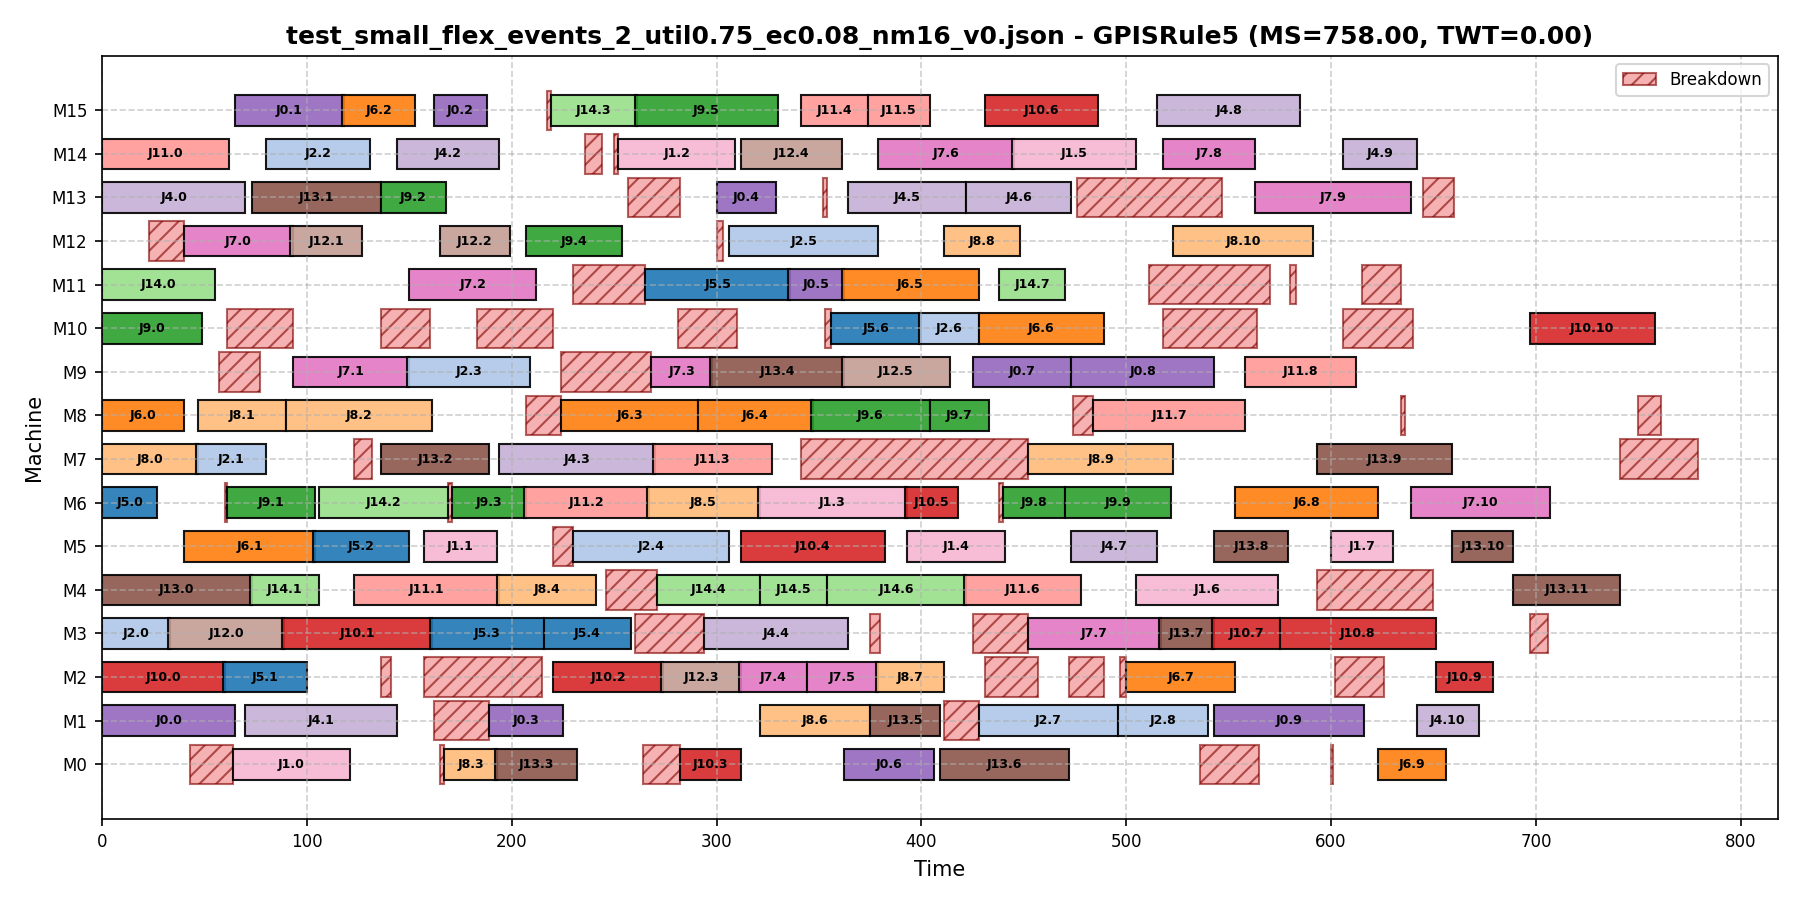 test_small_flex_events_2_util0.75_ec0.08_nm16_v0.json - GPISRule5 (MS=758.00, TWT=0.00)
Breakdown
M15 J0.1 J6.2 J0.2 J14.3 J9.5 J11.4 J11.5 J10.6 J4.8
M14 J11.0 J2.2 J4.2 J1.2 J12.4 J7.6 J1.5 J7.8 J4.9
M13 J4.0 J13.1 J9.2 J0.4 J4.5 J4.6 J7.9
M12 J7.0 J12.1 J12.2 J9.4 J2.5 J8.8 J8.10
M11 J14.0 J7.2 J5.5 J0.5 J6.5 J14.7
M10 J9.0 J5.6 J2.6 J6.6 J10.10
M9 J7.1 J2.3 J7.3 J13.4 J12.5 J0.7 J0.8 J11.8
M8 J6.0 J8.1 J8.2 J6.3 J6.4 J9.6 J9.7 J11.7
M7 J8.0 J2.1 J13.2 J4.3 J11.3 J8.9 J13.9
M6 J5.0 J9.1 J14.2 J9.3 J11.2 J8.5 J1.3 J10.5 J9.8 J9.9 J6.8 J7.10
M5 J6.1 J5.2 J1.1 J2.4 J10.4 J1.4 J4.7 J13.8 J1.7 J13.10
M4 J13.0 J14.1 J11.1 J8.4 J14.4 J14.5 J14.6 J11.6 J1.6 J13.11
M3 J2.0 J12.0 J10.1 J5.3 J5.4 J4.4 J7.7 J13.7 J10.7 J10.8
M2 J10.0 J5.1 J10.2 J12.3 J7.4 J7.5 J8.7 J6.7 J10.9
M1 J0.0 J4.1 J0.3 J8.6 J13.5 J2.7 J2.8 J0.9 J4.10
M0 J1.0 J8.3 J13.3 J10.3 J0.6 J13.6 J6.9
Machine
0 100 200 300 400 500 600 700 800
Time